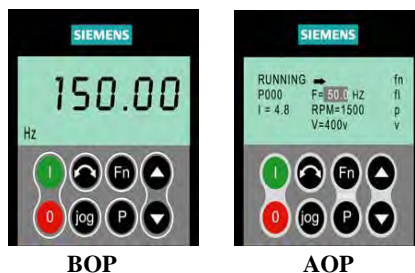 SIEMENS
150.00
Hz
I
Fn
0
jog
P
BOP
SIEMENS
RUNNING fn
P000 F= 50.0 HZ fl
I = 4.8 RPM=1500 p
V=400v v
I
Fn
0
jog
P
AOP